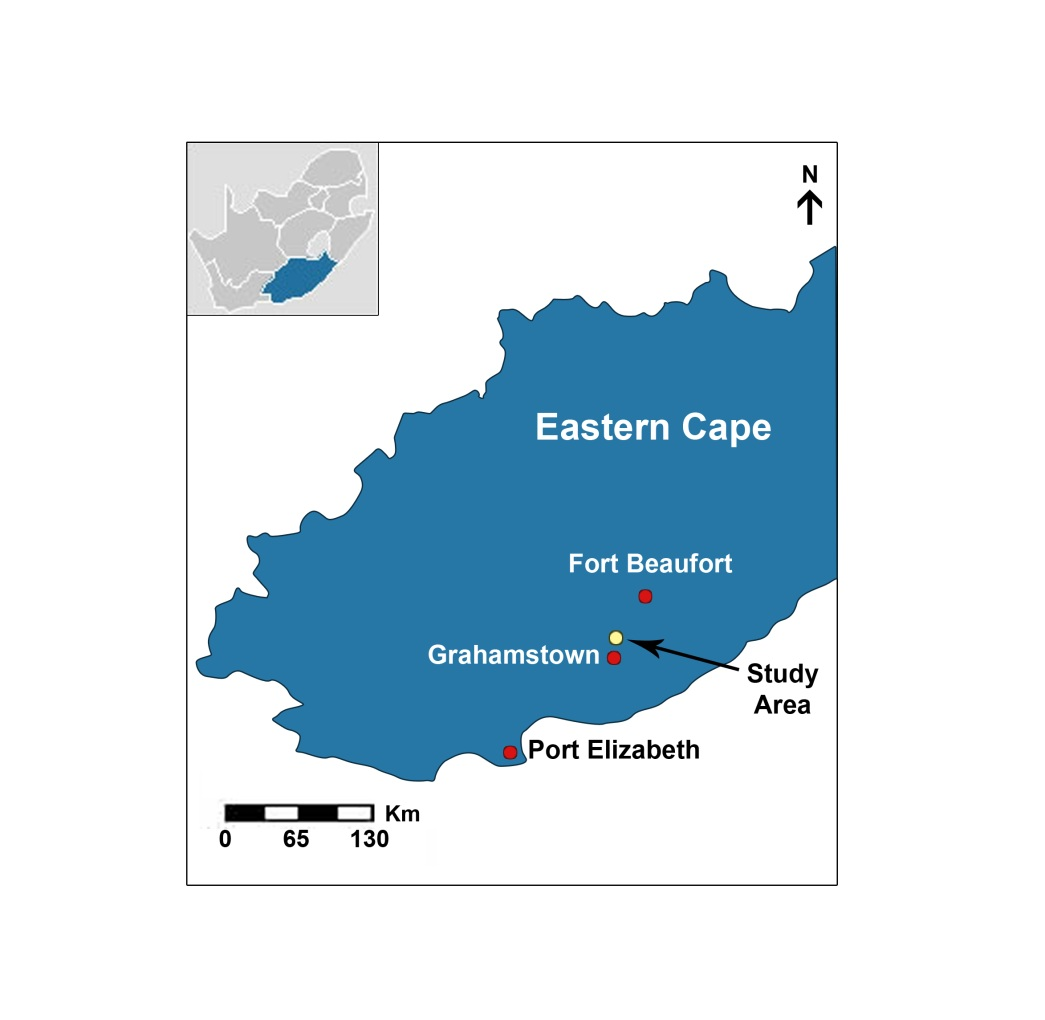 N
Eastern Cape
Fort Beaufort
Grahamstown
Study
Area
Port Elizabeth
Km
0 65 130